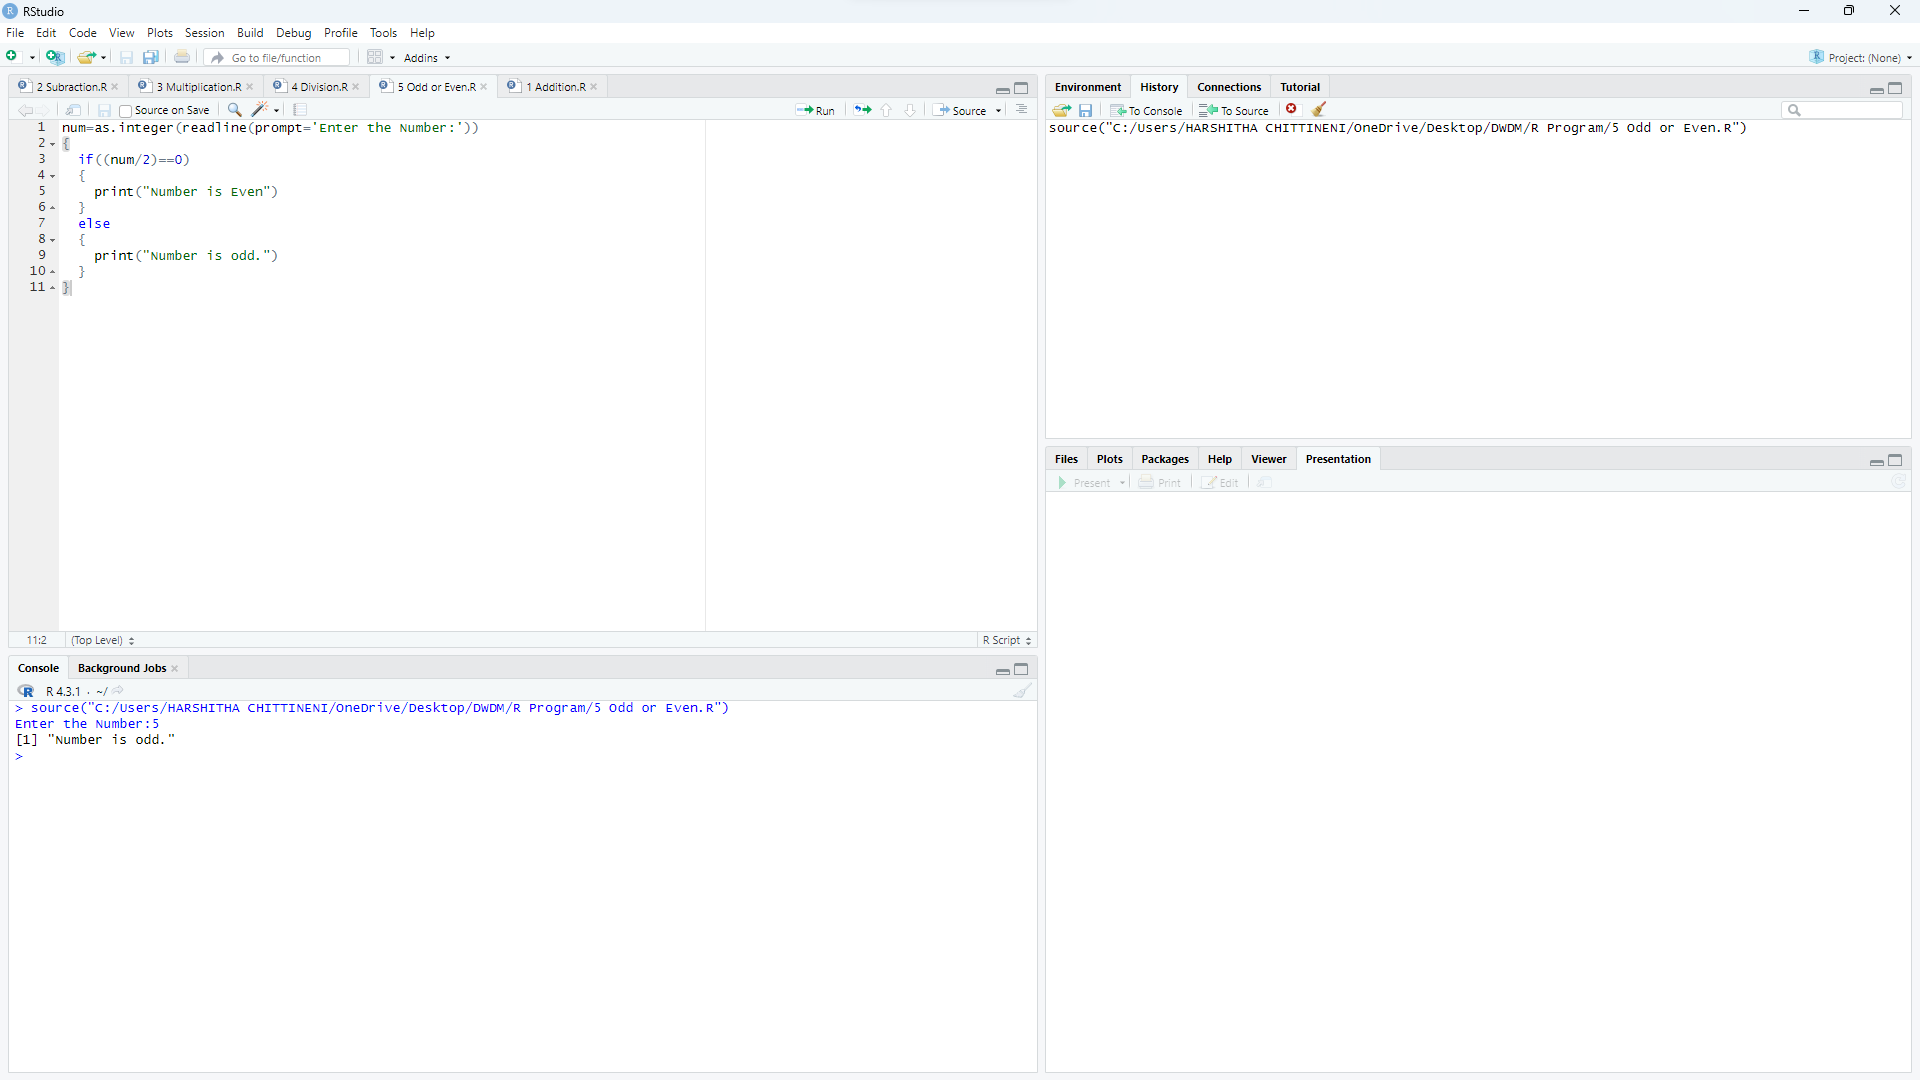 RStudio
File Edit Code View Plots Session Build Debug Profile Tools Help
Go to file/function Addins Project: (None)
2 Subraction.R 3 Multiplication.R 4 Division.R 5 Odd or Even.R 1 Addition.R
Source on Save Run Source
1 num=as.integer(readline(prompt='Enter the Number:'))
2 {
3 if((num/2)==0)
4 {
5 print("Number is Even")
6 }
7 else
8 {
9 print("Number is odd.")
10 }
11 }
11:2 (Top Level) R Script
Console Background Jobs
R 4.3.1 · ~/
> source("C:/Users/HARSHITHA CHITTINENI/OneDrive/Desktop/DWDM/R Program/5 Odd or Even.R")
Enter the Number:5
[1] "Number is odd."
>
Environment History Connections Tutorial
To Console To Source
source("C:/Users/HARSHITHA CHITTINENI/OneDrive/Desktop/DWDM/R Program/5 Odd or Even.R")
Files Plots Packages Help Viewer Presentation
Present Print Edit